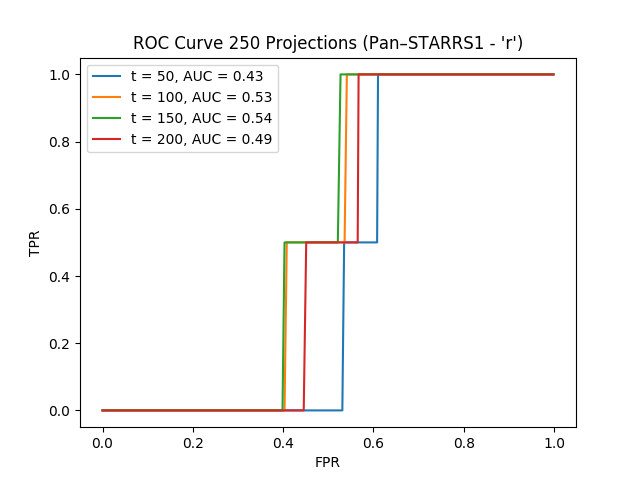 ROC Curve 250 Projections (Pan–STARRS1 - 'r')
t = 50, AUC = 0.43
t = 100, AUC = 0.53
t = 150, AUC = 0.54
t = 200, AUC = 0.49
TPR
1.0
0.8
0.6
0.4
0.2
0.0
0.0 0.2 0.4 0.6 0.8 1.0
FPR